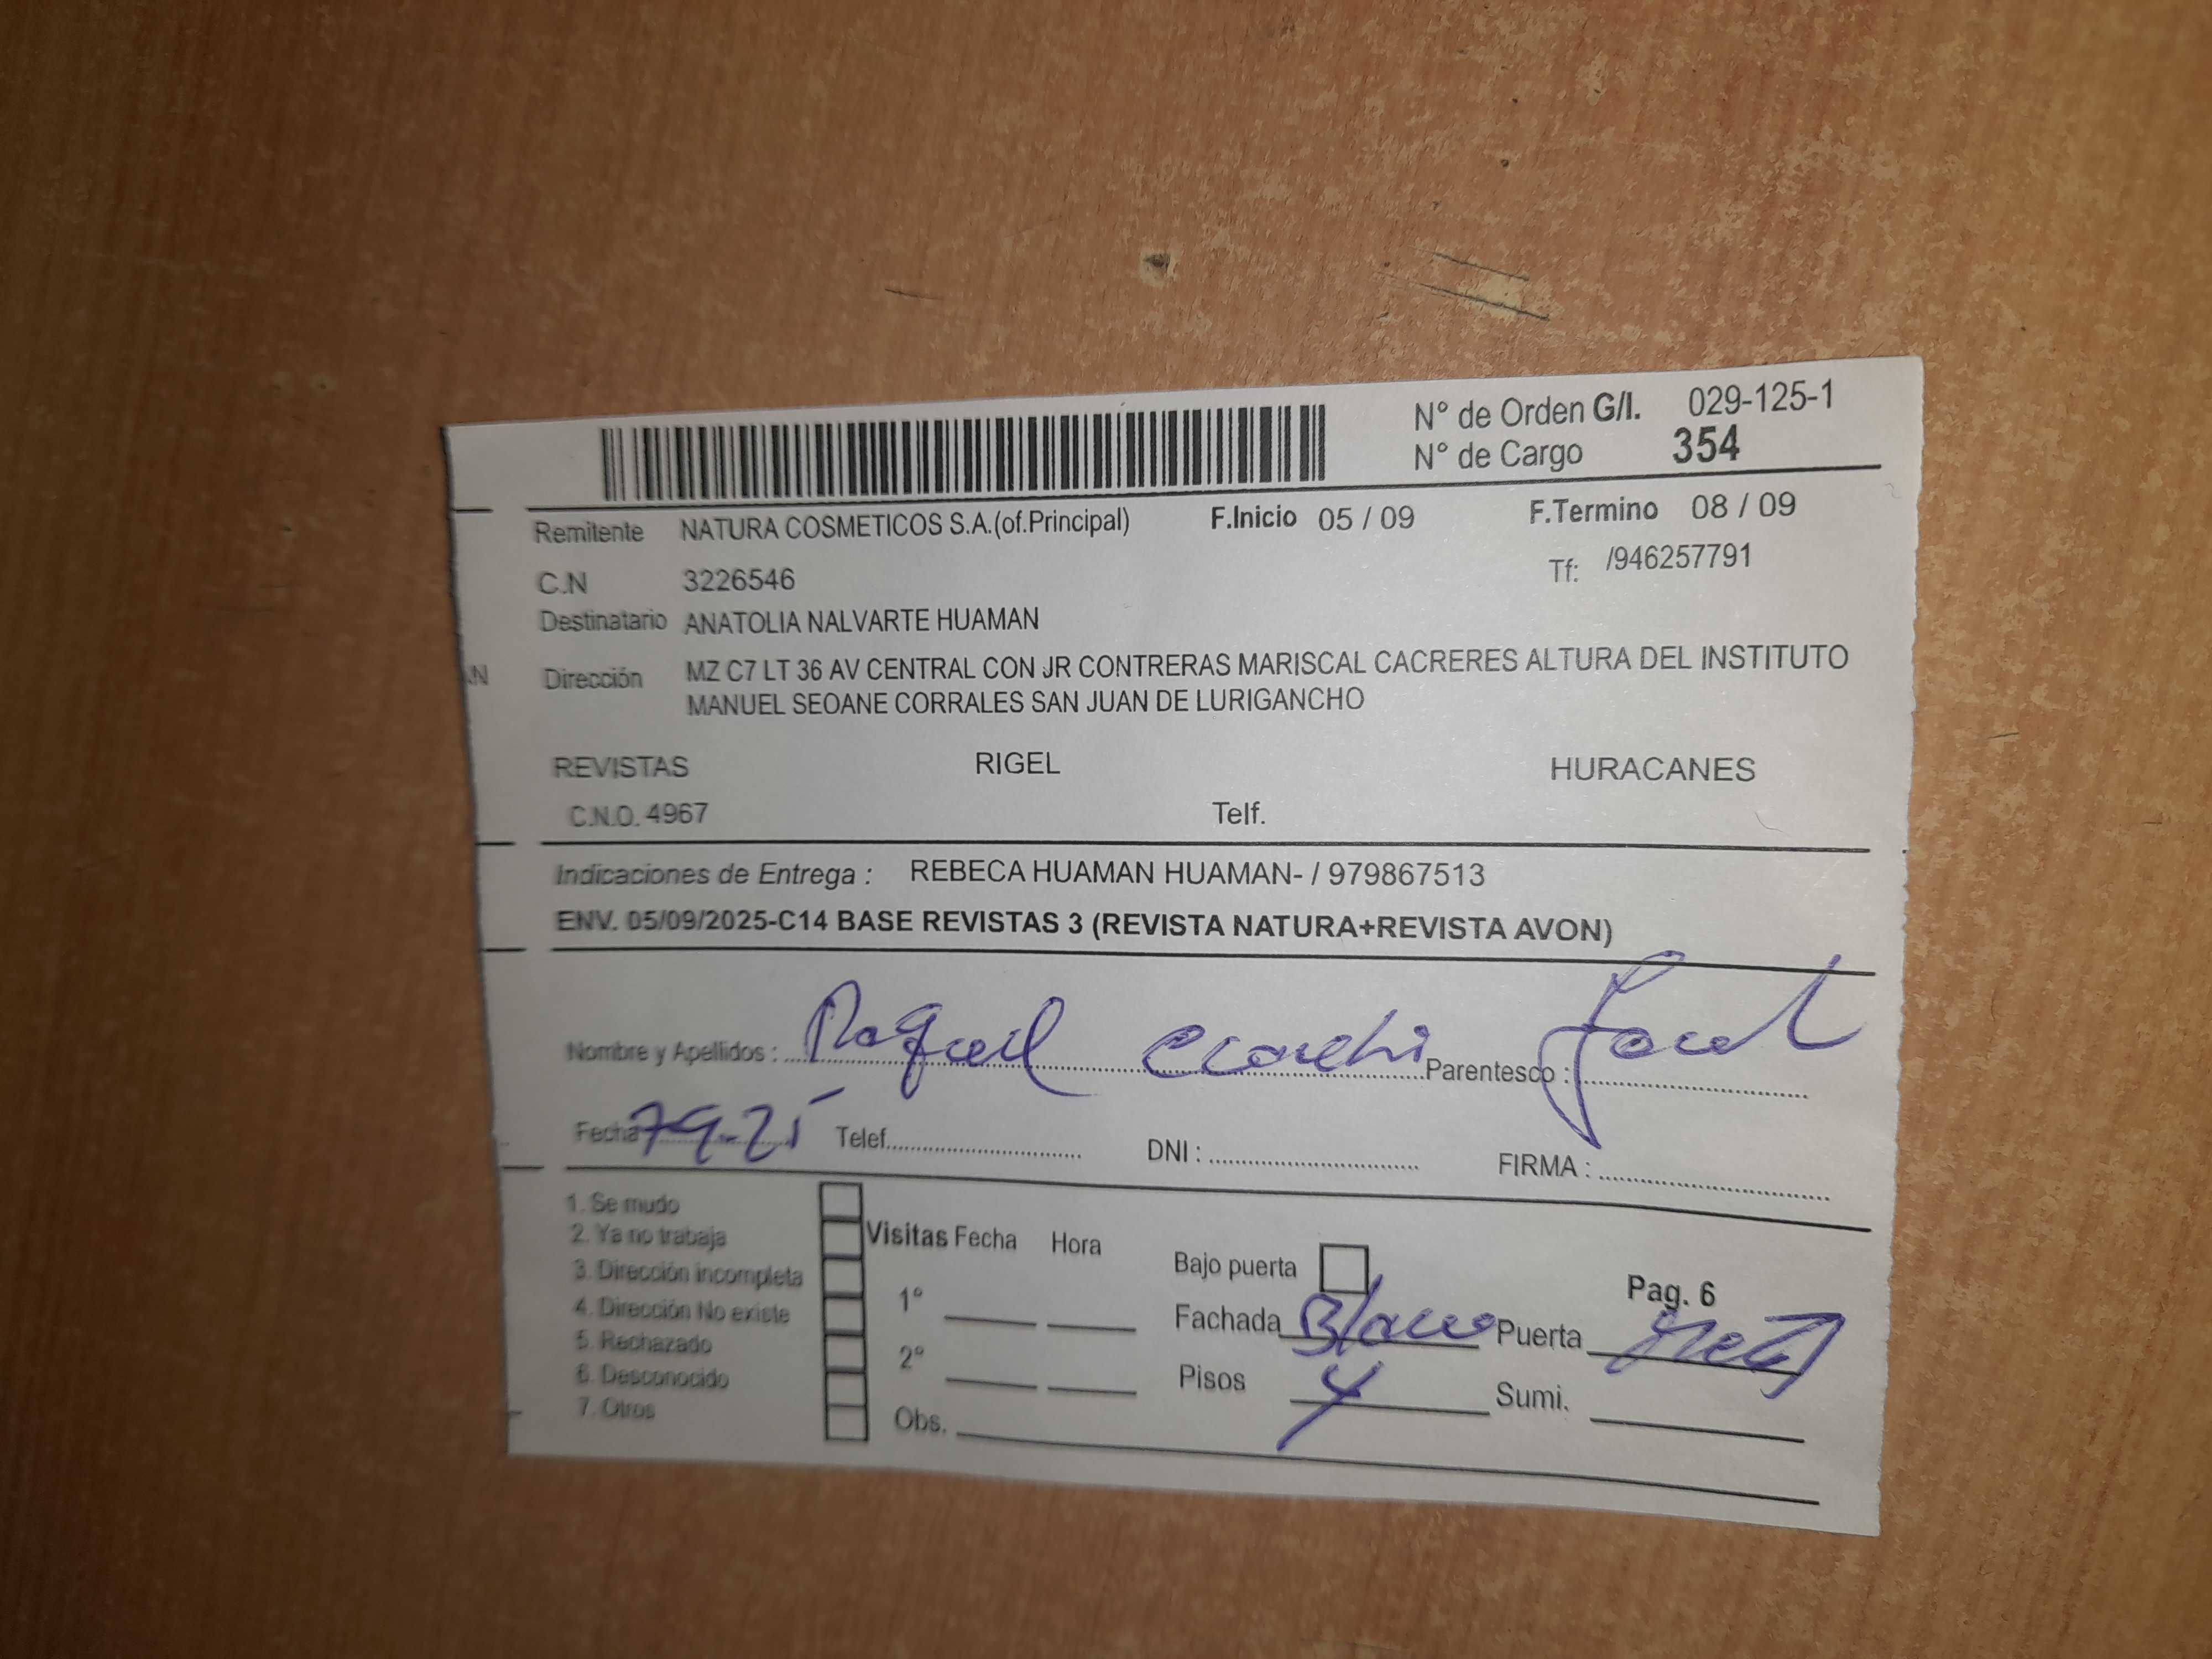 N° de Orden G/I. 029-125-1
N° de Cargo 354
Remitente NATURA COSMETICOS S.A.(of.Principal) F.Inicio 05 / 09 F.Termino 08 / 09
C.N 3226546 Tf: /946257791
Destinatario ANATOLIA NALVARTE HUAMAN
Dirección MZ C7 LT 36 AV CENTRAL CON JR CONTRERAS MARISCAL CACRERES ALTURA DEL INSTITUTO
MANUEL SEOANE CORRALES SAN JUAN DE LURIGANCHO
REVISTAS RIGEL HURACANES
C.N.O. 4967 Telf.
Indicaciones de Entrega : REBECA HUAMAN HUAMAN- / 979867513
ENV. 05/09/2025-C14 BASE REVISTAS 3 (REVISTA NATURA+REVISTA AVON)
Nombre y Apellidos : Raquel Parentesco :
Fecha 79-25 Telef. DNI : FIRMA :
1. Se mudo
2. Ya no trabaja Visitas Fecha Hora
3. Dirección incompleta Bajo puerta Pag. 6
4. Dirección No existe 1° Fachada Blanco Puerta
5. Rechazado
6. Desconocido 2° Pisos 4 Sumi.
7. Otros Obs.